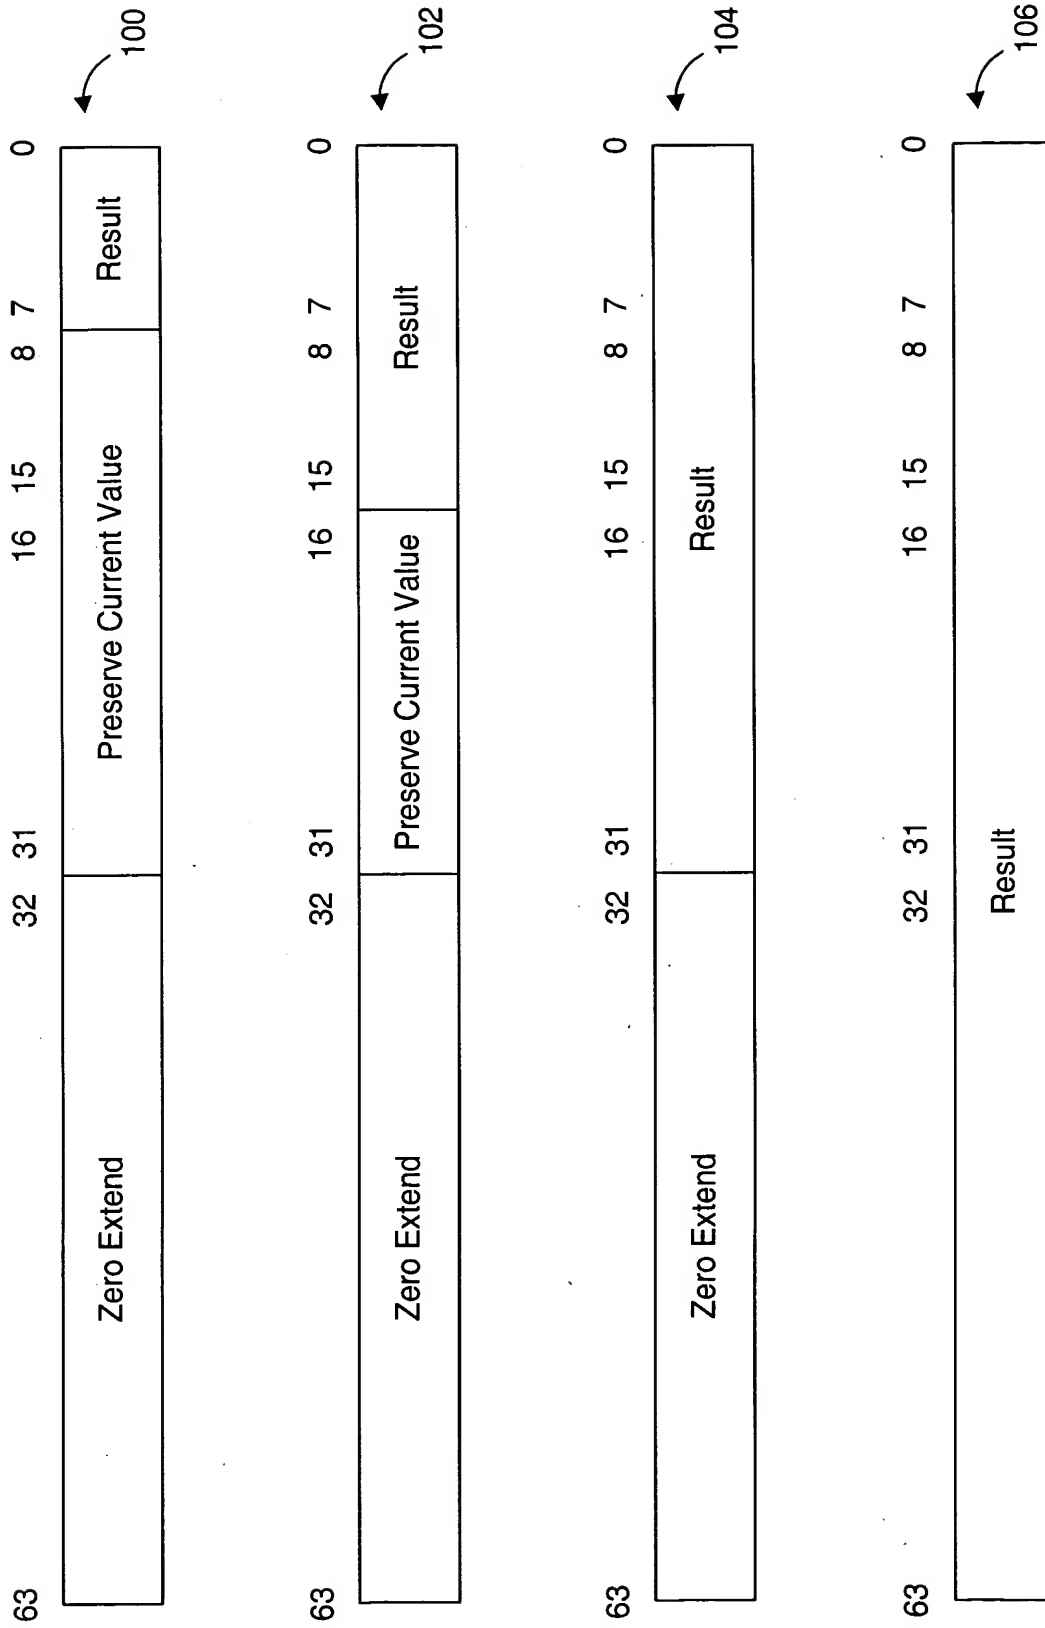 63 32 31 16 15 8 7 0
Zero Extend Preserve Current Value Result
100
63 32 31 16 15 8 7 0
Zero Extend Preserve Current Value Result
102
63 32 31 16 15 8 7 0
Zero Extend Result
104
63 32 31 16 15 8 7 0
Result
106